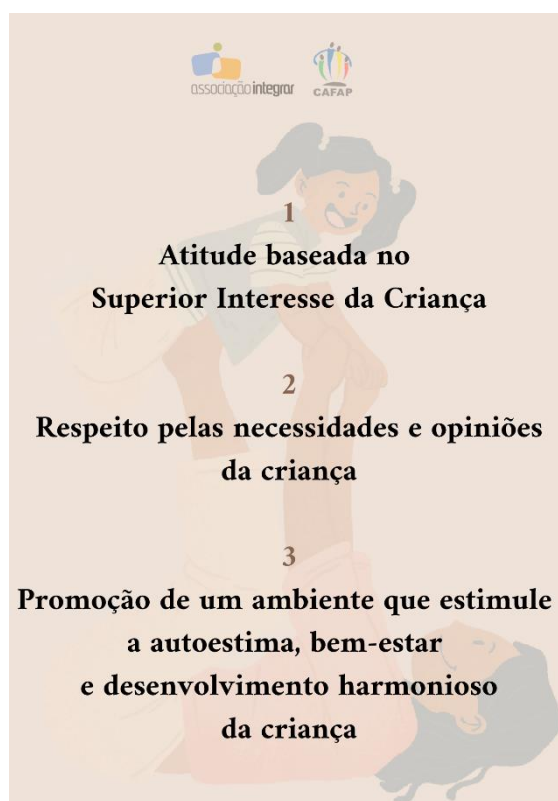 associação integrar
CAFAP
1
Atitude baseada no
Superior Interesse da Criança
2
Respeito pelas necessidades e opiniões
da criança
3
Promoção de um ambiente que estimule
a autoestima, bem-estar
e desenvolvimento harmonioso
da criança